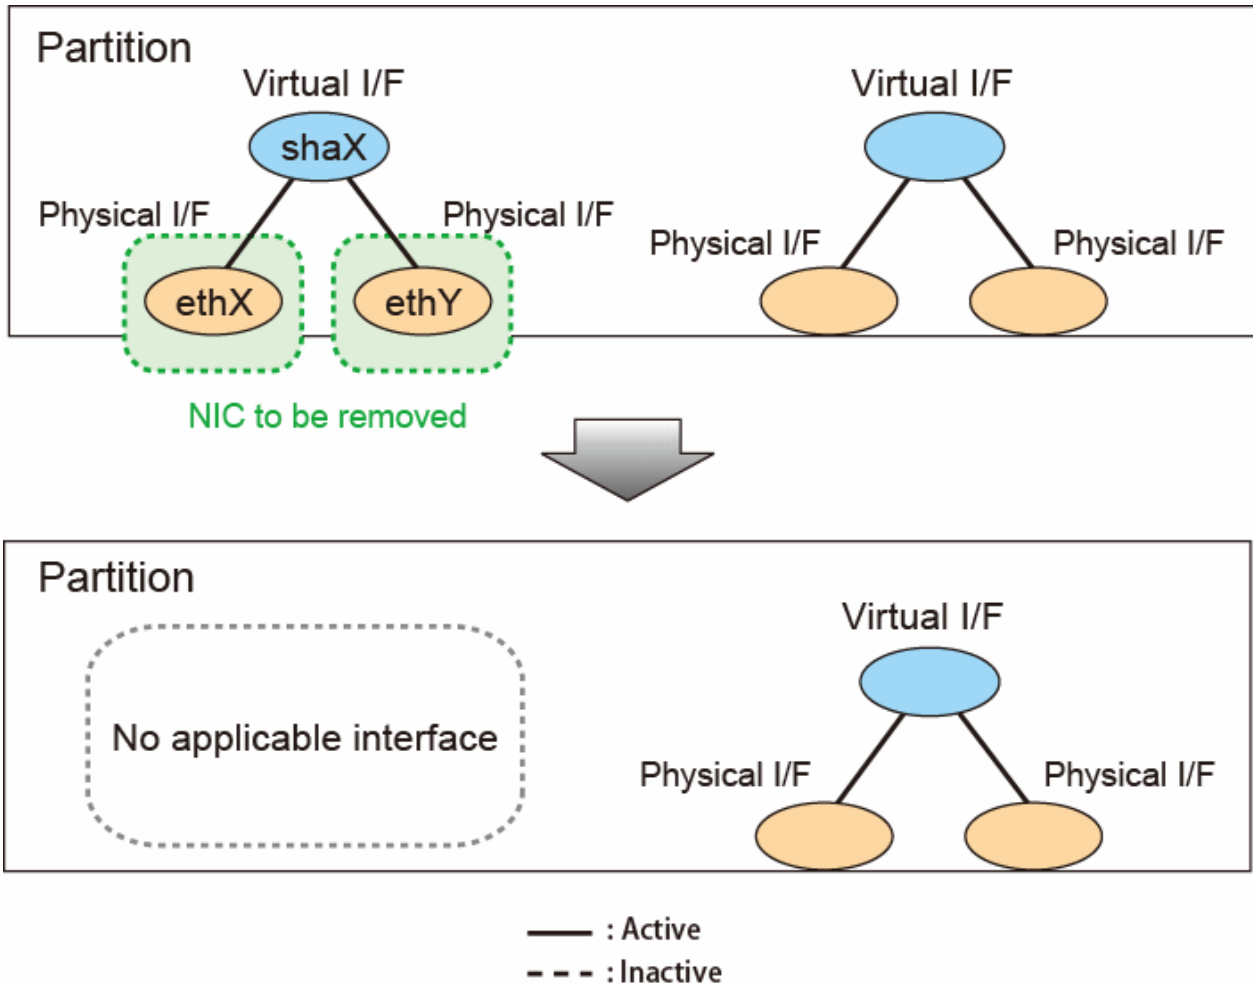 Partition
Virtual I/F
Virtual I/F
shaX
Physical I/F
Physical I/F
Physical I/F
Physical I/F
ethX
ethY
NIC to be removed
Partition
Virtual I/F
No applicable interface
Physical I/F
Physical I/F
: Active
: Inactive